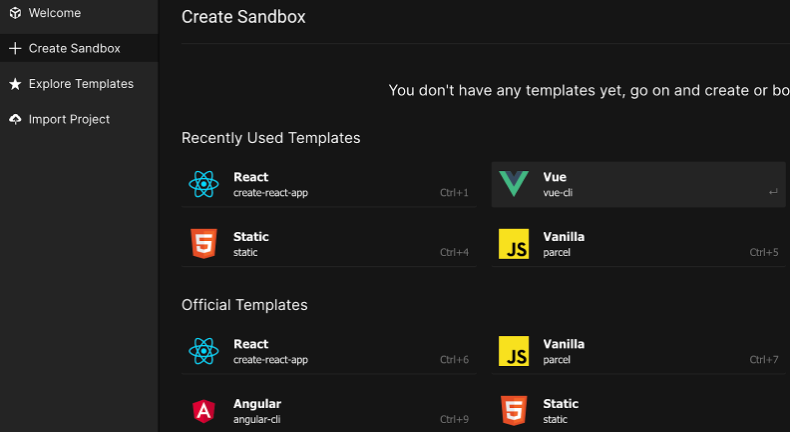 Welcome
Create Sandbox
Explore Templates
Import Project
Create Sandbox
You don't have any templates yet, go on and create or bo
Recently Used Templates
React
create-react-app
Ctrl+1
Vue
vue-cli
↵
Static
static
Ctrl+4
Vanilla
parcel
Ctrl+5
JS
Official Templates
React
create-react-app
Ctrl+6
Vanilla
parcel
Ctrl+7
JS
Angular
angular-cli
Ctrl+9
Static
static